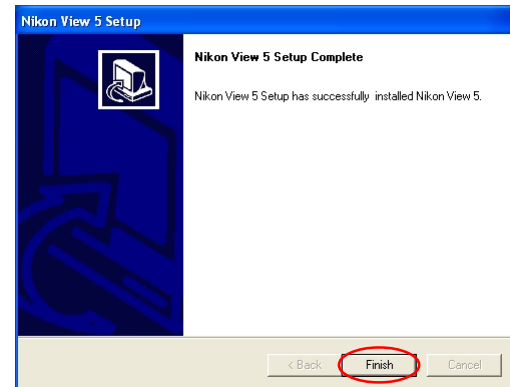 Nikon View 5 Setup
Nikon View 5 Setup Complete
Nikon View 5 Setup has successfully installed Nikon View 5.
< Back
Finish
Cancel